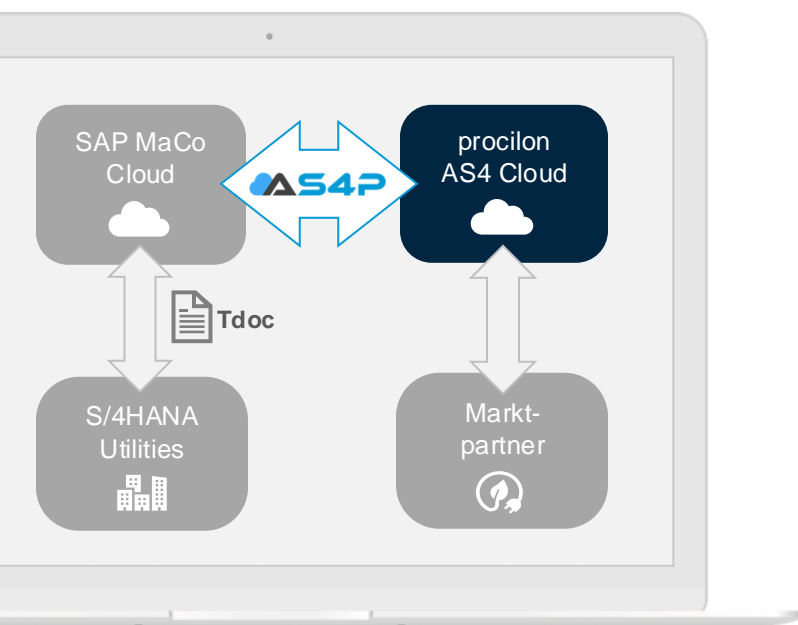 SAP MaCo
Cloud
AS4P
procilon
AS4 Cloud
Tdoc
S/4HANA
Utilities
Markt-
partner